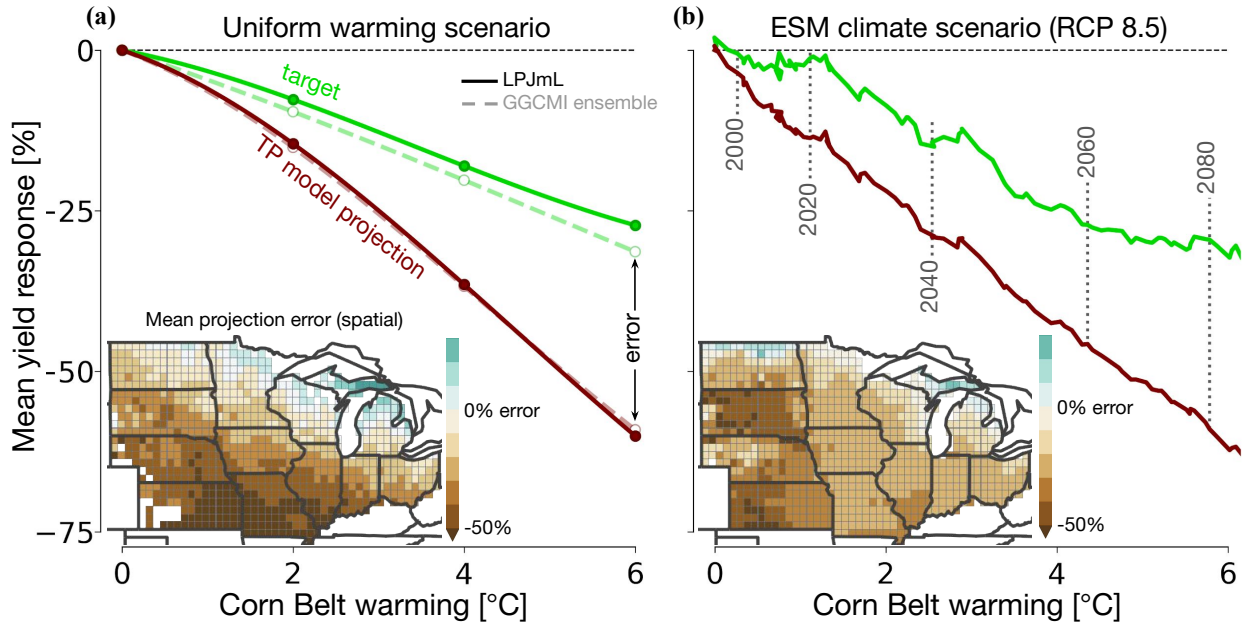 (a)
Uniform warming scenario
Mean yield response [%]
0
−25
−50
−75
target
LPJmL
GGCMI ensemble
TP model projection
error
Mean projection error (spatial)
0% error
-50%
0
2
4
6
Corn Belt warming [°C]
(b)
ESM climate scenario (RCP 8.5)
2000
2020
2040
2060
2080
0% error
-50%
0
2
4
6
Corn Belt warming [°C]